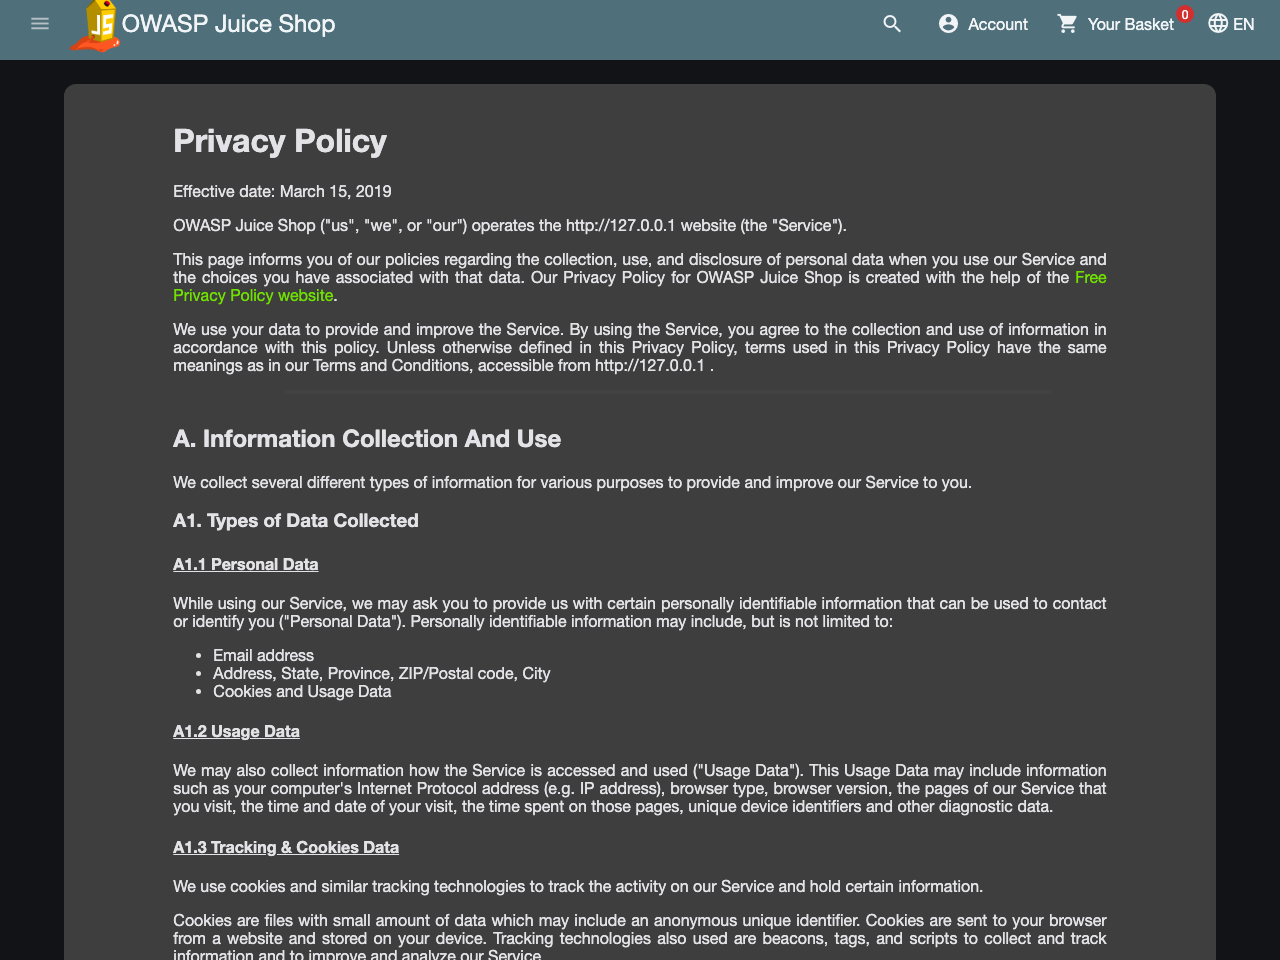 OWASP Juice Shop
Account
Your Basket
0
EN
Privacy Policy
Effective date: March 15, 2019
OWASP Juice Shop ("us", "we", or "our") operates the http://127.0.0.1 website (the "Service").
This page informs you of our policies regarding the collection, use, and disclosure of personal data when you use our Service and
the choices you have associated with that data. Our Privacy Policy for OWASP Juice Shop is created with the help of the Free
Privacy Policy website.
We use your data to provide and improve the Service. By using the Service, you agree to the collection and use of information in
accordance with this policy. Unless otherwise defined in this Privacy Policy, terms used in this Privacy Policy have the same
meanings as in our Terms and Conditions, accessible from http://127.0.0.1 .
A. Information Collection And Use
We collect several different types of information for various purposes to provide and improve our Service to you.
A1. Types of Data Collected
A1.1 Personal Data
While using our Service, we may ask you to provide us with certain personally identifiable information that can be used to contact
or identify you ("Personal Data"). Personally identifiable information may include, but is not limited to:
• Email address
• Address, State, Province, ZIP/Postal code, City
• Cookies and Usage Data
A1.2 Usage Data
We may also collect information how the Service is accessed and used ("Usage Data"). This Usage Data may include information
such as your computer's Internet Protocol address (e.g. IP address), browser type, browser version, the pages of our Service that
you visit, the time and date of your visit, the time spent on those pages, unique device identifiers and other diagnostic data.
A1.3 Tracking & Cookies Data
We use cookies and similar tracking technologies to track the activity on our Service and hold certain information.
Cookies are files with small amount of data which may include an anonymous unique identifier. Cookies are sent to your browser
from a website and stored on your device. Tracking technologies also used are beacons, tags, and scripts to collect and track
information and to improve and analyze our Service.